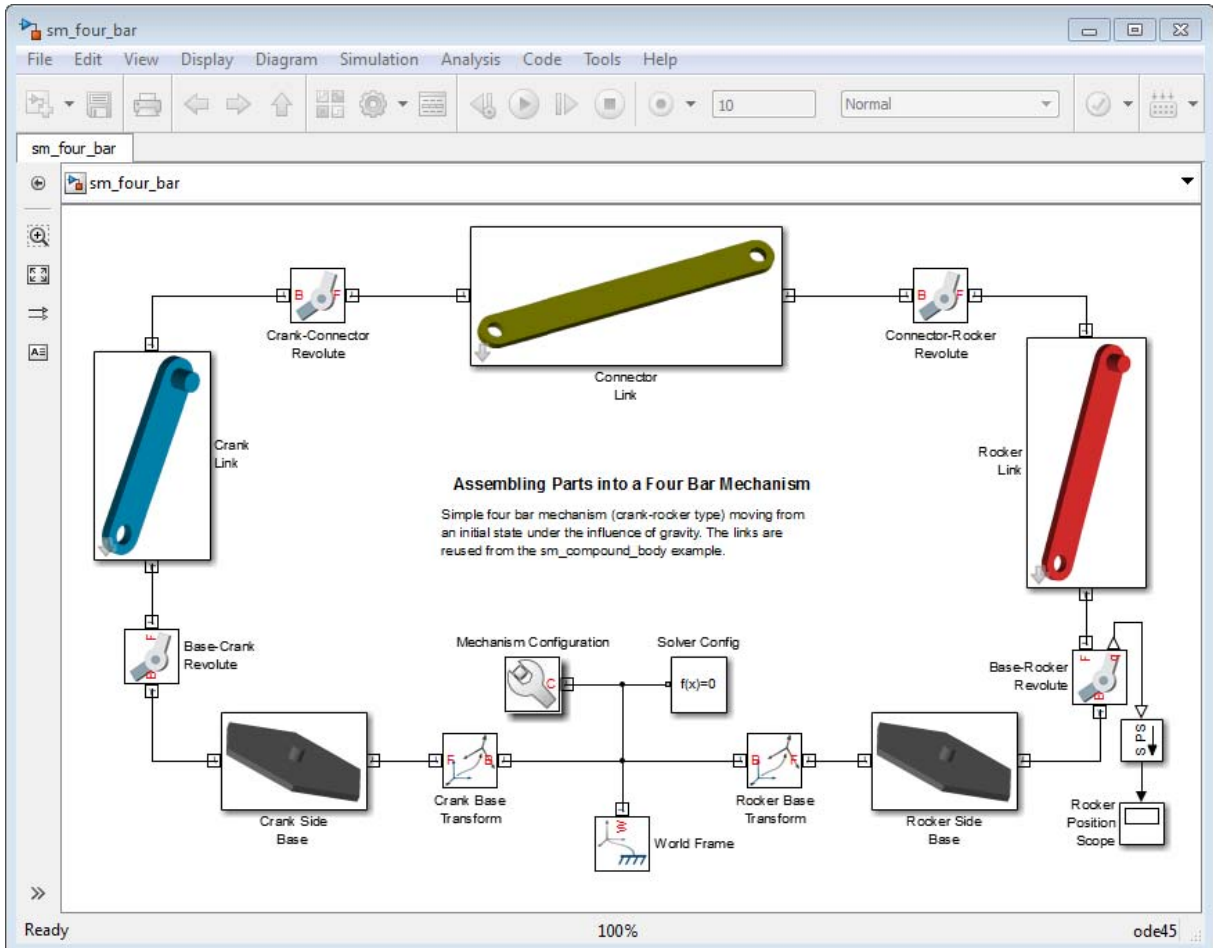 sm_four_bar
File Edit View Display Diagram Simulation Analysis Code Tools Help
10
Normal
sm_four_bar
sm_four_bar
B F
Crank-Connector
Revolute
Connector
Link
B F
Connector-Rocker
Revolute
Crank
Link
Rocker
Link
Assembling Parts into a Four Bar Mechanism
Simple four bar mechanism (crank-rocker type) moving from
an initial state under the influence of gravity. The links are
reused from the sm_compound_body example.
F
B
Base-Crank
Revolute
Mechanism Configuration
C
Solver Config
f(x)=0
F
q
B
Base-Rocker
Revolute
S PS
Crank Side
Base
F B
Crank Base
Transform
B F
Rocker Base
Transform
Rocker Side
Base
W
World Frame
Rocker
Position
Scope
Ready
100%
ode45